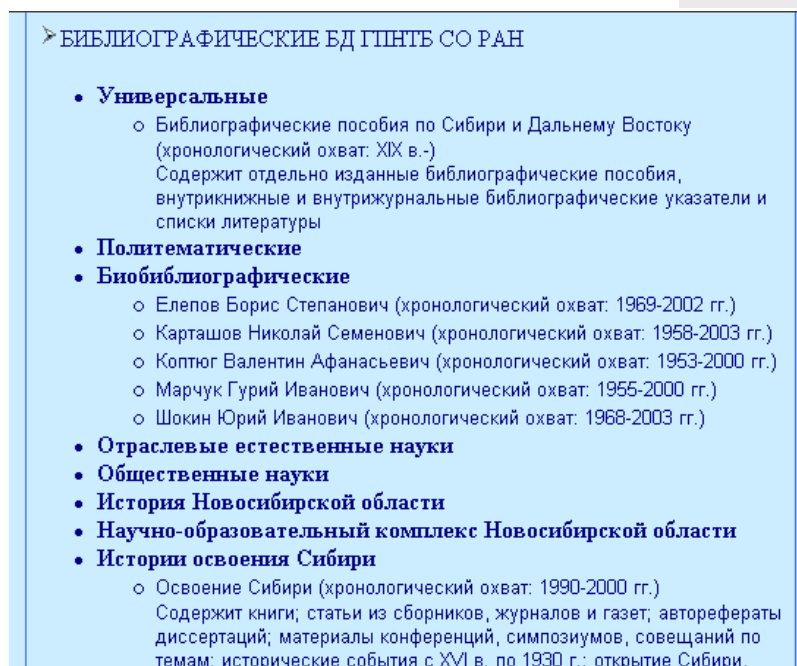 БИБЛИОГРАФИЧЕСКИЕ БД ГПНТБ СО РАН
Универсальные
Библиографические пособия по Сибири и Дальнему Востоку
(хронологический охват: XIX в.-)
Содержит отдельно изданные библиографические пособия,
внутрикнижные и внутрижурнальные библиографические указатели и
списки литературы
Политематические
Биобиблиографические
Елепов Борис Степанович (хронологический охват: 1969-2002 гг.)
Карташов Николай Семенович (хронологический охват: 1958-2003 гг.)
Коптюг Валентин Афанасьевич (хронологический охват: 1953-2000 гг.)
Марчук Гурий Иванович (хронологический охват: 1955-2000 гг.)
Шокин Юрий Иванович (хронологический охват: 1968-2003 гг.)
Отраслевые естественные науки
Общественные науки
История Новосибирской области
Научно-образовательный комплекс Новосибирской области
Истории освоения Сибири
Освоение Сибири (хронологический охват: 1990-2000 гг.)
Содержит книги; статьи из сборников, журналов и газет; авторефераты
диссертаций; материалы конференций, симпозиумов, совещаний по
темам: исторические события с XVI в. по 1930 г.; открытие Сибири,